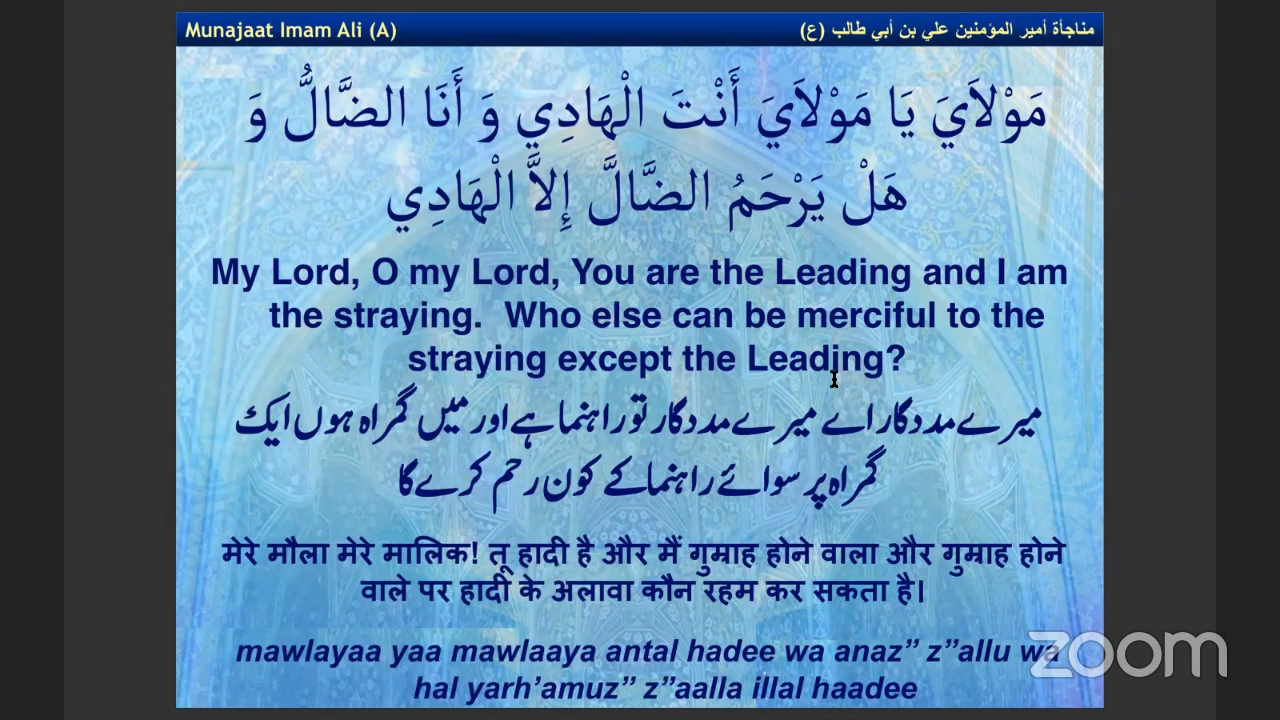 Munajaat Imam Ali (A)
مناجأة أمير المؤمنين علي بن أبي طالب (ع)
مَوْلاَيَ يَا مَوْلاَيَ أَنْتَ الْهَادِي وَ أَنَا الضَّالُّ وَ
هَلْ يَرْحَمُ الضَّالَّ إِلاَّ الْهَادِي
My Lord, O my Lord, You are the Leading and I am
the straying. Who else can be merciful to the
straying except the Leading?
میرے مددگار اے میرے مددگار تو راہنما ہے اور میں گمراہ ہوں ایک
گمراہ پر سوائے راہنما کے کون رحم کرے گا
मेरे मौला मेरे मालिक! तू हादी है और मैं गुम्राह होने वाला और गुम्राह होने
वाले पर हादी के अलावा कौन रहम कर सकता है।
mawlayaa yaa mawlaaya antal hadee wa anaz” z”allu wa
hal yarh’amuz” z”aalla illal haadee
zoom